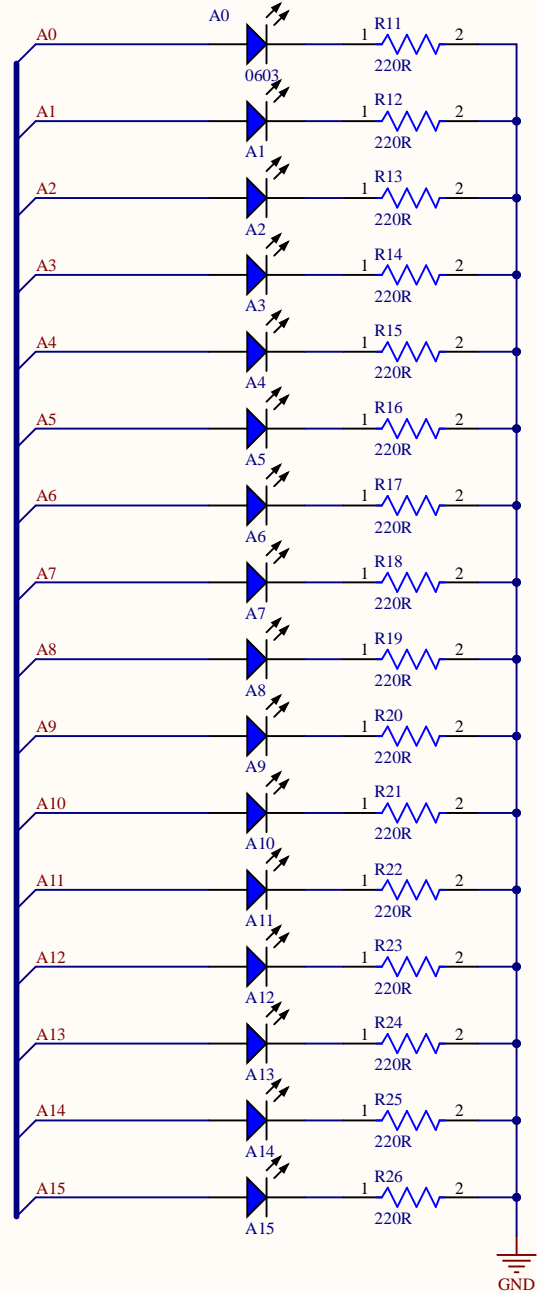 A0
R11
A0 1 2
0603 220R
R12
A1 1 2
A1 220R
R13
A2 1 2
A2 220R
R14
A3 1 2
A3 220R
R15
A4 1 2
A4 220R
R16
A5 1 2
A5 220R
R17
A6 1 2
A6 220R
R18
A7 1 2
A7 220R
R19
A8 1 2
A8 220R
R20
A9 1 2
A9 220R
R21
A10 1 2
A10 220R
R22
A11 1 2
A11 220R
R23
A12 1 2
A12 220R
R24
A13 1 2
A13 220R
R25
A14 1 2
A14 220R
R26
A15 1 2
A15 220R
GND